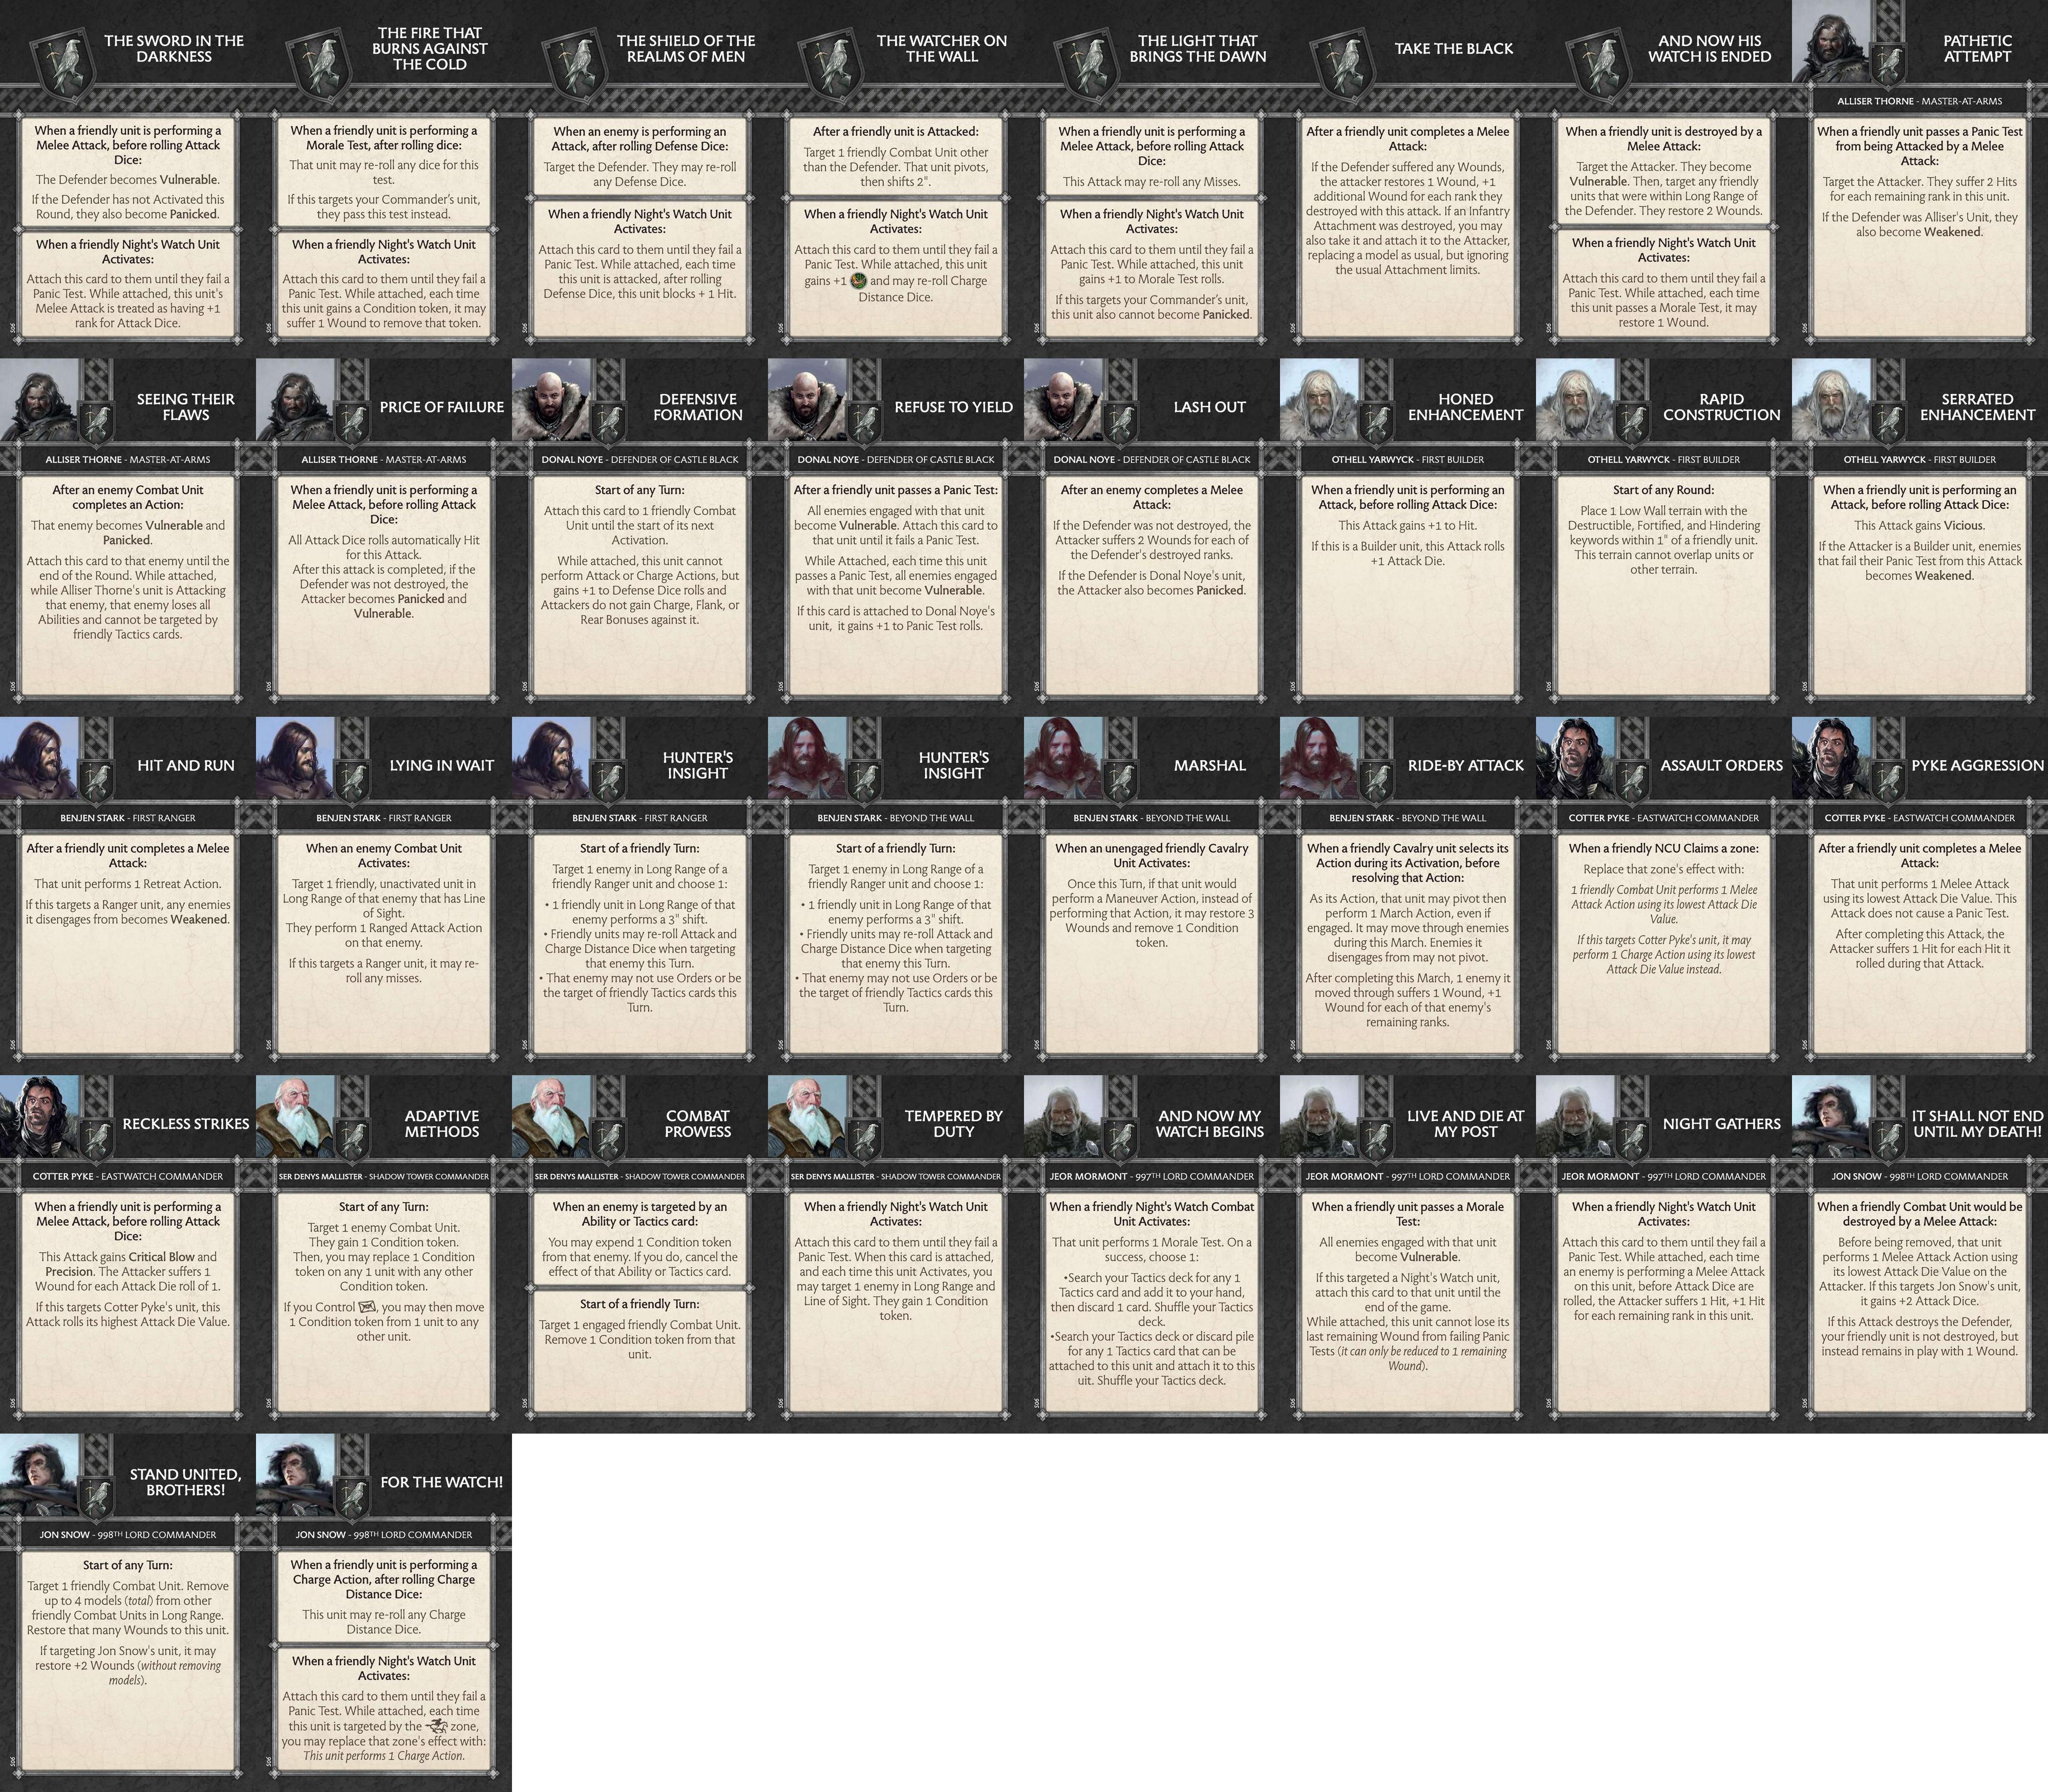 THE SWORD IN THE
DARKNESS
When a friendly unit is performing a
Melee Attack, before rolling Attack
Dice:
The Defender becomes Vulnerable.
If the Defender has not Activated this
Round, they also become Panicked.
When a friendly Night's Watch Unit
Activates:
Attach this card to them until they fail a
Panic Test. While attached, this unit's
Melee Attack is treated as having +1
rank for Attack Dice.
S06
THE FIRE THAT
BURNS AGAINST
THE COLD
When a friendly unit is performing a
Morale Test, after rolling dice:
That unit may re-roll any dice for this
test.
If this targets your Commander's unit,
they pass this test instead.
When a friendly Night's Watch Unit
Activates:
Attach this card to them until they fail a
Panic Test. While attached, each time
this unit gains a Condition token, it may
suffer 1 Wound to remove that token.
S06
THE SHIELD OF THE
REALMS OF MEN
When an enemy is performing an
Attack, after rolling Defense Dice:
Target the Defender. They may re-roll
any Defense Dice.
When a friendly Night's Watch Unit
Activates:
Attach this card to them until they fail a
Panic Test. While attached, each time
this unit is attacked, after rolling
Defense Dice, this unit blocks + 1 Hit.
S06
THE WATCHER ON
THE WALL
After a friendly unit is Attacked:
Target 1 friendly Combat Unit other
than the Defender. That unit pivots,
then shifts 2".
When a friendly Night's Watch Unit
Activates:
Attach this card to them until they fail a
Panic Test. While attached, this unit
gains +1 and may re-roll Charge
Distance Dice.
S06
THE LIGHT THAT
BRINGS THE DAWN
When a friendly unit is performing a
Melee Attack, before rolling Attack
Dice:
This Attack may re-roll any Misses.
When a friendly Night's Watch Unit
Activates:
Attach this card to them until they fail a
Panic Test. While attached, this unit
gains +1 to Morale Test rolls.
If this targets your Commander's unit,
this unit also cannot become Panicked.
S06
TAKE THE BLACK
After a friendly unit completes a Melee
Attack:
If the Defender suffered any Wounds,
the attacker restores 1 Wound, +1
additional Wound for each rank they
destroyed with this attack. If an Infantry
Attachment was destroyed, you may
also take it and attach it to the Attacker,
replacing a model as usual, but ignoring
the usual Attachment limits.
S06
AND NOW HIS
WATCH IS ENDED
When a friendly unit is destroyed by a
Melee Attack:
Target the Attacker. They become
Vulnerable. Then, target any friendly
units that were within Long Range of
the Defender. They restore 2 Wounds.
When a friendly Night's Watch Unit
Activates:
Attach this card to them until they fail a
Panic Test. While attached, each time
this unit passes a Morale Test, it may
restore 1 Wound.
S06
PATHETIC
ATTEMPT
ALLISER THORNE - MASTER-AT-ARMS
When a friendly unit passes a Panic Test
from being Attacked by a Melee
Attack:
Target the Attacker. They suffer 2 Hits
for each remaining rank in this unit.
If the Defender was Alliser's Unit, they
also become Weakened.
S06
SEEING THEIR
FLAWS
ALLISER THORNE - MASTER-AT-ARMS
After an enemy Combat Unit
completes an Action:
That enemy becomes Vulnerable and
Panicked.
Attach this card to that enemy until the
end of the Round. While attached,
while Alliser Thorne's unit is Attacking
that enemy, that enemy loses all
Abilities and cannot be targeted by
friendly Tactics cards.
S06
PRICE OF FAILURE
ALLISER THORNE - MASTER-AT-ARMS
When a friendly unit is performing a
Melee Attack, before rolling Attack
Dice:
All Attack Dice rolls automatically Hit
for this Attack.
After this attack is completed, if the
Defender was not destroyed, the
Attacker becomes Panicked and
Vulnerable.
S06
DEFENSIVE
FORMATION
DONAL NOYE - DEFENDER OF CASTLE BLACK
Start of any Turn:
Attach this card to 1 friendly Combat
Unit until the start of its next
Activation.
While attached, this unit cannot
perform Attack or Charge Actions, but
gains +1 to Defense Dice rolls and
Attackers do not gain Charge, Flank, or
Rear Bonuses against it.
S06
REFUSE TO YIELD
DONAL NOYE - DEFENDER OF CASTLE BLACK
After a friendly unit passes a Panic Test:
All enemies engaged with that unit
become Vulnerable. Attach this card to
that unit until it fails a Panic Test.
While Attached, each time this unit
passes a Panic Test, all enemies engaged
with that unit become Vulnerable.
If this card is attached to Donal Noye's
unit, it gains +1 to Panic Test rolls.
S06
LASH OUT
DONAL NOYE - DEFENDER OF CASTLE BLACK
After an enemy completes a Melee
Attack:
If the Defender was not destroyed, the
Attacker suffers 2 Wounds for each of
the Defender's destroyed ranks.
If the Defender is Donal Noye's unit,
the Attacker also becomes Panicked.
S06
HONED
ENHANCEMENT
OTHELL YARWYCK - FIRST BUILDER
When a friendly unit is performing an
Attack, before rolling Attack Dice:
This Attack gains +1 to Hit.
If this is a Builder unit, this Attack rolls
+1 Attack Die.
S06
RAPID
CONSTRUCTION
OTHELL YARWYCK - FIRST BUILDER
Start of any Round:
Place 1 Low Wall terrain with the
Destructible, Fortified, and Hindering
keywords within 1" of a friendly unit.
This terrain cannot overlap units or
other terrain.
S06
SERRATED
ENHANCEMENT
OTHELL YARWYCK - FIRST BUILDER
When a friendly unit is performing an
Attack, before rolling Attack Dice:
This Attack gains Vicious.
If the Attacker is a Builder unit, enemies
that fail their Panic Test from this Attack
becomes Weakened.
S06
HIT AND RUN
BENJEN STARK - FIRST RANGER
After a friendly unit completes a Melee
Attack:
That unit performs 1 Retreat Action.
If this targets a Ranger unit, any enemies
it disengages from becomes Weakened.
S06
LYING IN WAIT
BENJEN STARK - FIRST RANGER
When an enemy Combat Unit
Activates:
Target 1 friendly, unactivated unit in
Long Range of that enemy that has Line
of Sight.
They perform 1 Ranged Attack Action
on that enemy.
If this targets a Ranger unit, it may re-
roll any misses.
S06
HUNTER'S
INSIGHT
BENJEN STARK - FIRST RANGER
Start of a friendly Turn:
Target 1 enemy in Long Range of a
friendly Ranger unit and choose 1:
• 1 friendly unit in Long Range of that
enemy performs a 3" shift.
• Friendly units may re-roll Attack and
Charge Distance Dice when targeting
that enemy this Turn.
• That enemy may not use Orders or be
the target of friendly Tactics cards this
Turn.
S06
HUNTER'S
INSIGHT
BENJEN STARK - BEYOND THE WALL
Start of a friendly Turn:
Target 1 enemy in Long Range of a
friendly Ranger unit and choose 1:
• 1 friendly unit in Long Range of that
enemy performs a 3" shift.
• Friendly units may re-roll Attack and
Charge Distance Dice when targeting
that enemy this Turn.
• That enemy may not use Orders or be
the target of friendly Tactics cards this
Turn.
S06
MARSHAL
BENJEN STARK - BEYOND THE WALL
When an unengaged friendly Cavalry
Unit Activates:
Once this Turn, if that unit would
perform a Maneuver Action, instead of
performing that Action, it may restore 3
Wounds and remove 1 Condition
token.
S06
RIDE-BY ATTACK
BENJEN STARK - BEYOND THE WALL
When a friendly Cavalry unit selects its
Action during its Activation, before
resolving that Action:
As its Action, that unit may pivot then
perform 1 March Action, even if
engaged. It may move through enemies
during this March. Enemies it
disengages from may not pivot.
After completing this March, 1 enemy it
moved through suffers 1 Wound, +1
Wound for each of that enemy's
remaining ranks.
S06
ASSAULT ORDERS
COTTER PYKE - EASTWATCH COMMANDER
When a friendly NCU Claims a zone:
Replace that zone's effect with:
1 friendly Combat Unit performs 1 Melee
Attack Action using its lowest Attack Die
Value.
If this targets Cotter Pyke's unit, it may
perform 1 Charge Action using its lowest
Attack Die Value instead.
S06
PYKE AGGRESSION
COTTER PYKE - EASTWATCH COMMANDER
After a friendly unit completes a Melee
Attack:
That unit performs 1 Melee Attack
using its lowest Attack Die Value. This
Attack does not cause a Panic Test.
After completing this Attack, the
Attacker suffers 1 Hit for each Hit it
rolled during that Attack.
S06
RECKLESS STRIKES
COTTER PYKE - EASTWATCH COMMANDER
When a friendly unit is performing a
Melee Attack, before rolling Attack
Dice:
This Attack gains Critical Blow and
Precision. The Attacker suffers 1
Wound for each Attack Die roll of 1.
If this targets Cotter Pyke's unit, this
Attack rolls its highest Attack Die Value.
S06
ADAPTIVE
METHODS
SER DENYS MALLISTER - SHADOW TOWER COMMANDER
Start of any Turn:
Target 1 enemy Combat Unit.
They gain 1 Condition token.
Then, you may replace 1 Condition
token on any 1 unit with any other
Condition token.
If you Control , you may then move
1 Condition token from 1 unit to any
other unit.
S06
COMBAT
PROWESS
SER DENYS MALLISTER - SHADOW TOWER COMMANDER
When an enemy is targeted by an
Ability or Tactics card:
You may expend 1 Condition token
from that enemy. If you do, cancel the
effect of that Ability or Tactics card.
Start of a friendly Turn:
Target 1 engaged friendly Combat Unit.
Remove 1 Condition token from that
unit.
S06
TEMPERED BY
DUTY
SER DENYS MALLISTER - SHADOW TOWER COMMANDER
When a friendly Night's Watch Unit
Activates:
Attach this card to them until they fail a
Panic Test. When this card is attached,
and each time this unit Activates, you
may target 1 enemy in Long Range and
Line of Sight. They gain 1 Condition
token.
S06
AND NOW MY
WATCH BEGINS
JEOR MORMONT - 997TH LORD COMMANDER
When a friendly Night's Watch Combat
Unit Activates:
That unit performs 1 Morale Test. On a
success, choose 1:
•Search your Tactics deck for any 1
Tactics card and add it to your hand,
then discard 1 card. Shuffle your Tactics
deck.
•Search your Tactics deck or discard pile
for any 1 Tactics card that can be
attached to this unit and attach it to this
uit. Shuffle your Tactics deck.
S06
LIVE AND DIE AT
MY POST
JEOR MORMONT - 997TH LORD COMMANDER
When a friendly unit passes a Morale
Test:
All enemies engaged with that unit
become Vulnerable.
If this targeted a Night's Watch unit,
attach this card to that unit until the
end of the game.
While attached, this unit cannot lose its
last remaining Wound from failing Panic
Tests (it can only be reduced to 1 remaining
Wound).
S06
NIGHT GATHERS
JEOR MORMONT - 997TH LORD COMMANDER
When a friendly Night's Watch Unit
Activates:
Attach this card to them until they fail a
Panic Test. While attached, each time
an enemy is performing a Melee Attack
on this unit, before Attack Dice are
rolled, the Attacker suffers 1 Hit, +1 Hit
for each remaining rank in this unit.
S06
IT SHALL NOT END
UNTIL MY DEATH!
JON SNOW - 998TH LORD COMMANDER
When a friendly Combat Unit would be
destroyed by a Melee Attack:
Before being removed, that unit
performs 1 Melee Attack Action using
its lowest Attack Die Value on the
Attacker. If this targets Jon Snow's unit,
it gains +2 Attack Dice.
If this Attack destroys the Defender,
your friendly unit is not destroyed, but
instead remains in play with 1 Wound.
S06
STAND UNITED,
BROTHERS!
JON SNOW - 998TH LORD COMMANDER
Start of any Turn:
Target 1 friendly Combat Unit. Remove
up to 4 models (total) from other
friendly Combat Units in Long Range.
Restore that many Wounds to this unit.
If targeting Jon Snow's unit, it may
restore +2 Wounds (without removing
models).
S06
FOR THE WATCH!
JON SNOW - 998TH LORD COMMANDER
When a friendly unit is performing a
Charge Action, after rolling Charge
Distance Dice:
This unit may re-roll any Charge
Distance Dice.
When a friendly Night's Watch Unit
Activates:
Attach this card to them until they fail a
Panic Test. While attached, each time
this unit is targeted by the zone,
you may replace that zone's effect with:
This unit performs 1 Charge Action.
S06